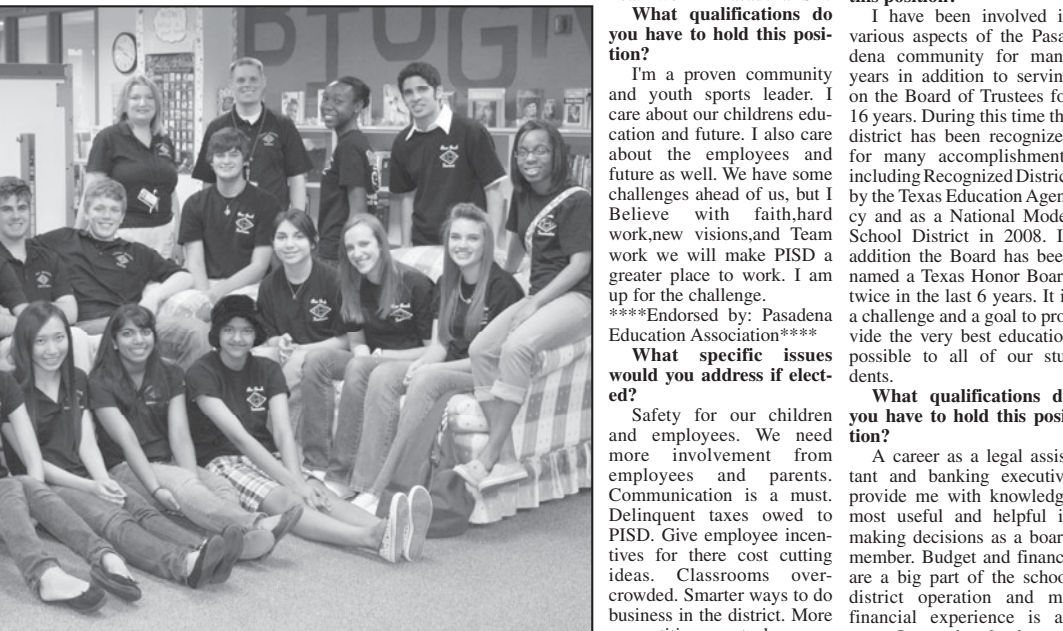 What qualifications do
you have to hold this posi-
tion?
I'm a proven community
and youth sports leader. I
care about our childrens edu-
cation and future. I also care
about the employees and
future as well. We have some
challenges ahead of us, but I
Believe with faith,hard
work,new visions,and Team
work we will make PISD a
greater place to work. I am
up for the challenge.
****Endorsed by: Pasadena
Education Association****
What specific issues
would you address if elect-
ed?
Safety for our children
and employees. We need
more involvement from
employees and parents.
Communication is a must.
Delinquent taxes owed to
PISD. Give employee incen-
tives for there cost cutting
ideas. Classrooms over-
crowded. Smarter ways to do
business in the district. More
this position?
I have been involved i
various aspects of the Pasa
dena community for man
years in addition to servin
on the Board of Trustees fo
16 years. During this time th
district has been recognize
for many accomplishment
including Recognized Distric
by the Texas Education Agen
cy and as a National Mode
School District in 2008. I
addition the Board has bee
named a Texas Honor Boar
twice in the last 6 years. It i
a challenge and a goal to pro
vide the very best educatio
possible to all of our stu
dents.
What qualifications d
you have to hold this posi
tion?
A career as a legal assis
tant and banking executiv
provide me with knowledg
most useful and helpful i
making decisions as a boar
member. Budget and financ
are a big part of the schoo
district operation and m
financial experience is a